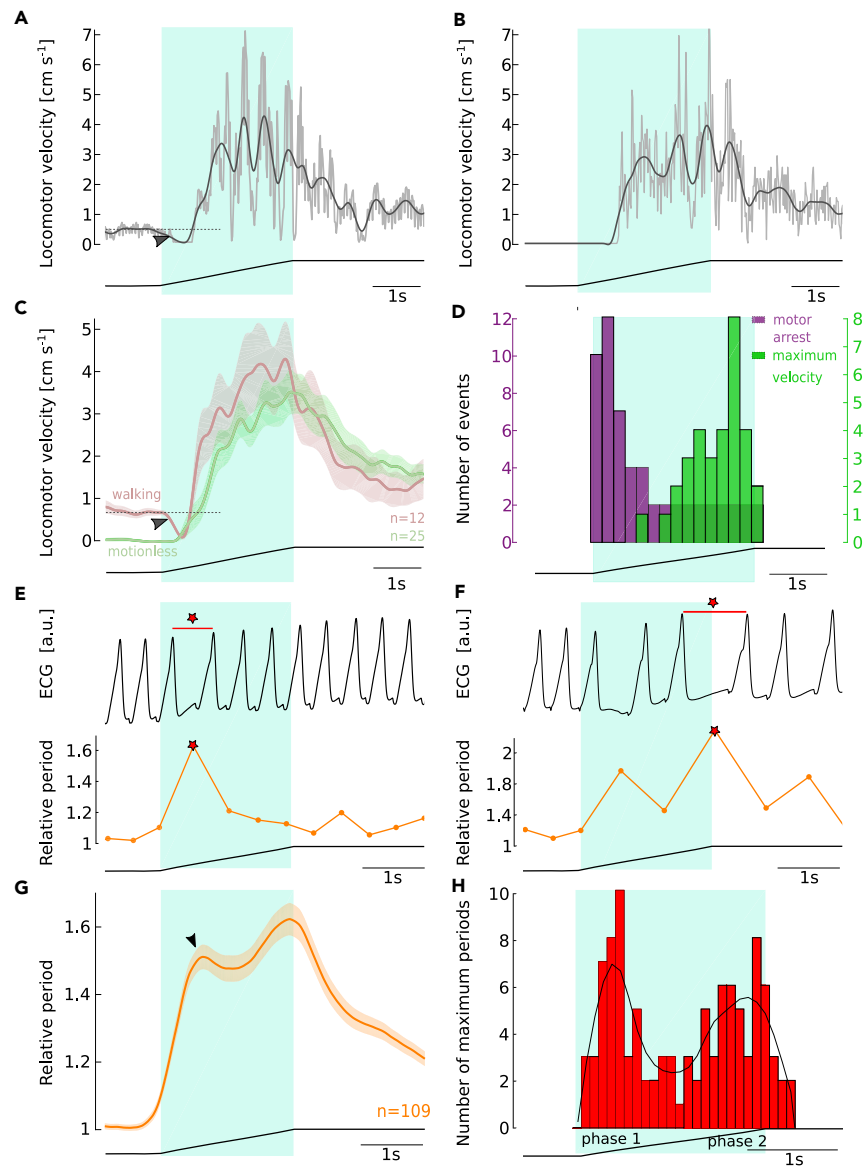 A
Locomotor velocity [cm s⁻¹]
7
6
5
4
3
2
1
0
1s
B
Locomotor velocity [cm s⁻¹]
7
6
5
4
3
2
1
0
1s
C
Locomotor velocity [cm s⁻¹]
5
4
3
2
1
0
walking
motionless
n=12
n=25
1s
D
Number of events
12
10
8
6
4
2
0
motor
arrest
maximum
velocity
8
7
6
5
4
3
2
1
0
1s
E
ECG [a.u.]
Relative period
1.6
1.4
1.2
1
1s
F
ECG [a.u.]
Relative period
2
1.8
1.4
1
1s
G
Relative period
1.6
1.4
1.2
1
n=109
1s
H
Number of maximum periods
10
8
6
4
2
0
phase 1
phase 2
1s